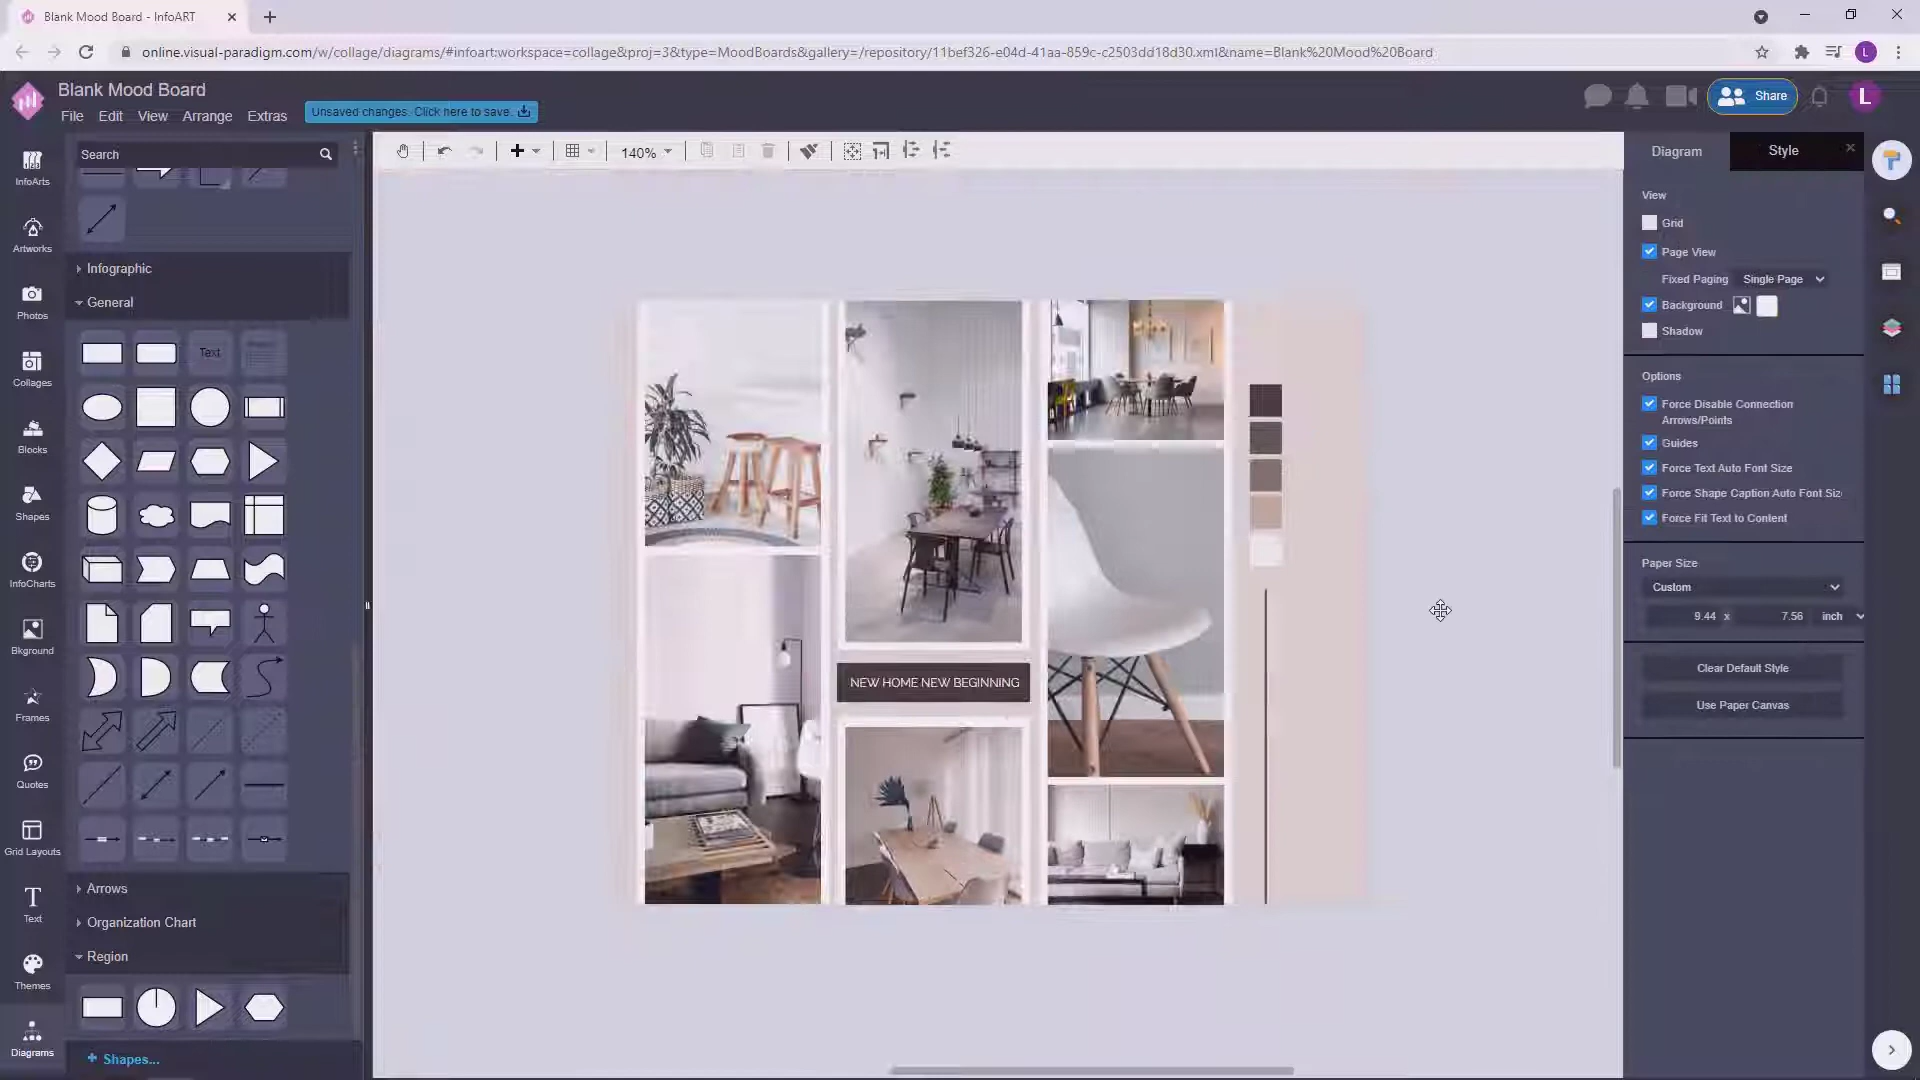 Blank Mood Board - InfoART
online.visual-paradigm.com/w/collage/diagrams/#infoart:workspace=collage&proj=3&type=MoodBoards&gallery=/repository/11bef326-e04d-41aa-859c-c2503dd18d30.xml&name=Blank%20Mood%20Board
L
Blank Mood Board
File Edit View Arrange Extras
Unsaved changes. Click here to save.
Share
L
Search
140%
Diagram
Style
InfoArts
Artworks
Photos
Collages
Blocks
Shapes
InfoCharts
Bkground
Frames
Quotes
Grid Layouts
Text
Themes
Diagrams
Infographic
General
Text
Arrows
Organization Chart
Region
+ Shapes...
NEW HOME NEW BEGINNING
View
Grid
Page View
Fixed Paging Single Page
Background
Shadow
Options
Force Disable Connection
Arrows/Points
Guides
Force Text Auto Font Size
Force Shape Caption Auto Font Siz
Force Fit Text to Content
Paper Size
Custom
9.44 x 7.56 inch
Clear Default Style
Use Paper Canvas